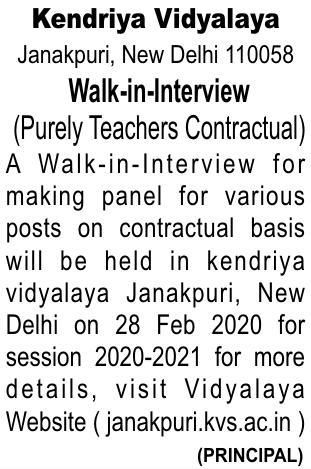 Kendriya Vidyalaya
Janakpuri, New Delhi 110058
Walk-in-Interview
(Purely Teachers Contractual)
A Walk-in-Interview for
making panel for various
posts on contractual basis
will be held in kendriya
vidyalaya Janakpuri, New
Delhi on 28 Feb 2020 for
session 2020-2021 for more
details, visit Vidyalaya
Website ( janakpuri.kvs.ac.in )
(PRINCIPAL)